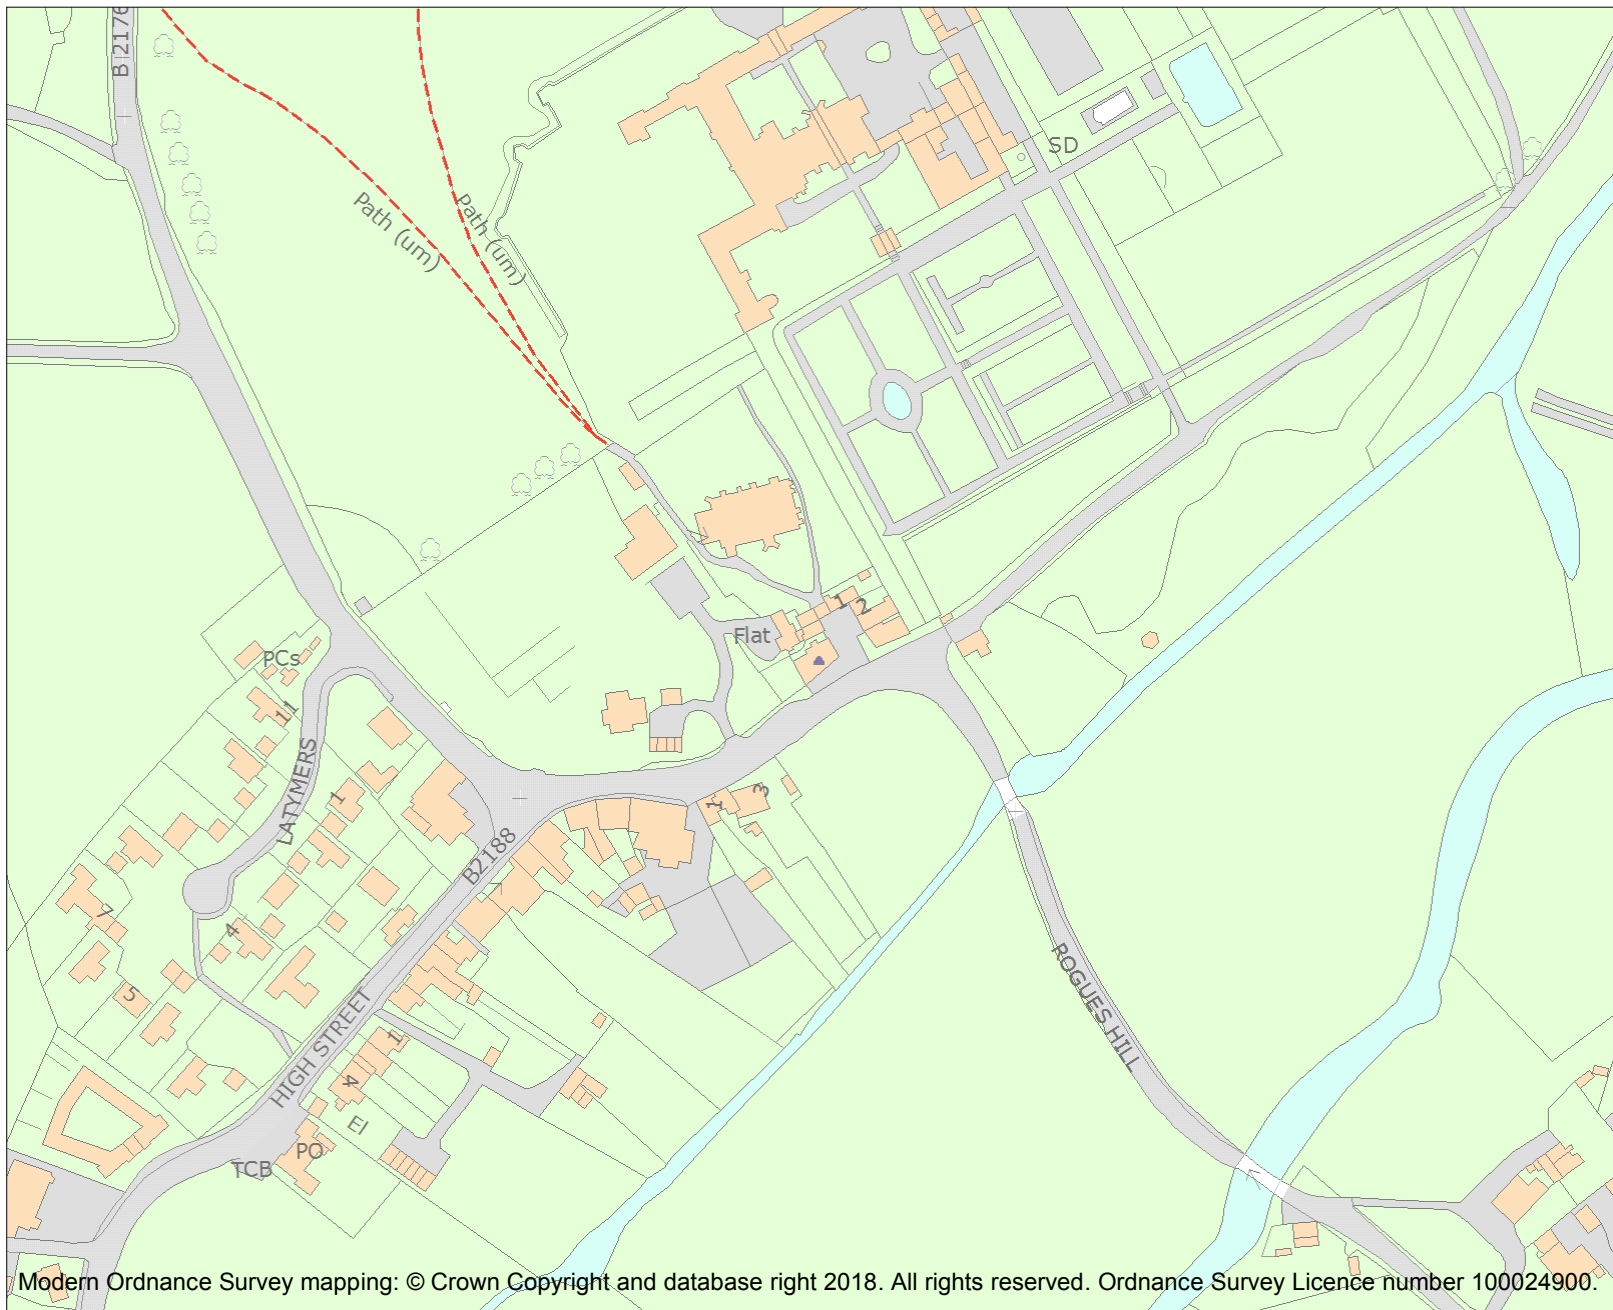 B 2176
SD
Path (um)
Path (um)
1
2
Flat
PCs
11
LATYMERS
1
1
3
B2188
7
4
5
ROGUES HILL
HIGH STREET
1
4
El
PO
TCB
Modern Ordnance Survey mapping: © Crown Copyright and database right 2018. All rights reserved. Ordnance Survey Licence number 100024900.